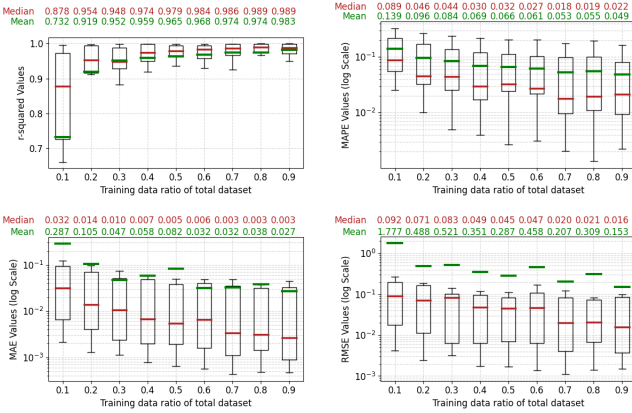 Median 0.878 0.954 0.948 0.974 0.979 0.984 0.986 0.989 0.989
Mean 0.732 0.919 0.952 0.959 0.965 0.968 0.974 0.974 0.983
r-squared Values
1.0
0.9
0.8
0.7
0.1 0.2 0.3 0.4 0.5 0.6 0.7 0.8 0.9
Training data ratio of total dataset
Median 0.089 0.046 0.044 0.030 0.032 0.027 0.018 0.019 0.022
Mean 0.139 0.096 0.084 0.069 0.066 0.061 0.053 0.055 0.049
MAPE Values (log Scale)
10⁻¹
10⁻²
0.1 0.2 0.3 0.4 0.5 0.6 0.7 0.8 0.9
Training data ratio of total dataset
Median 0.032 0.014 0.010 0.007 0.005 0.006 0.003 0.003 0.003
Mean 0.287 0.105 0.047 0.058 0.082 0.032 0.032 0.038 0.027
MAE Values (log Scale)
10⁻¹
10⁻²
10⁻³
0.1 0.2 0.3 0.4 0.5 0.6 0.7 0.8 0.9
Training data ratio of total dataset
Median 0.092 0.071 0.083 0.049 0.045 0.047 0.020 0.021 0.016
Mean 1.777 0.488 0.521 0.351 0.287 0.458 0.207 0.309 0.153
RMSE Values (log Scale)
10⁰
10⁻¹
10⁻²
10⁻³
0.1 0.2 0.3 0.4 0.5 0.6 0.7 0.8 0.9
Training data ratio of total dataset